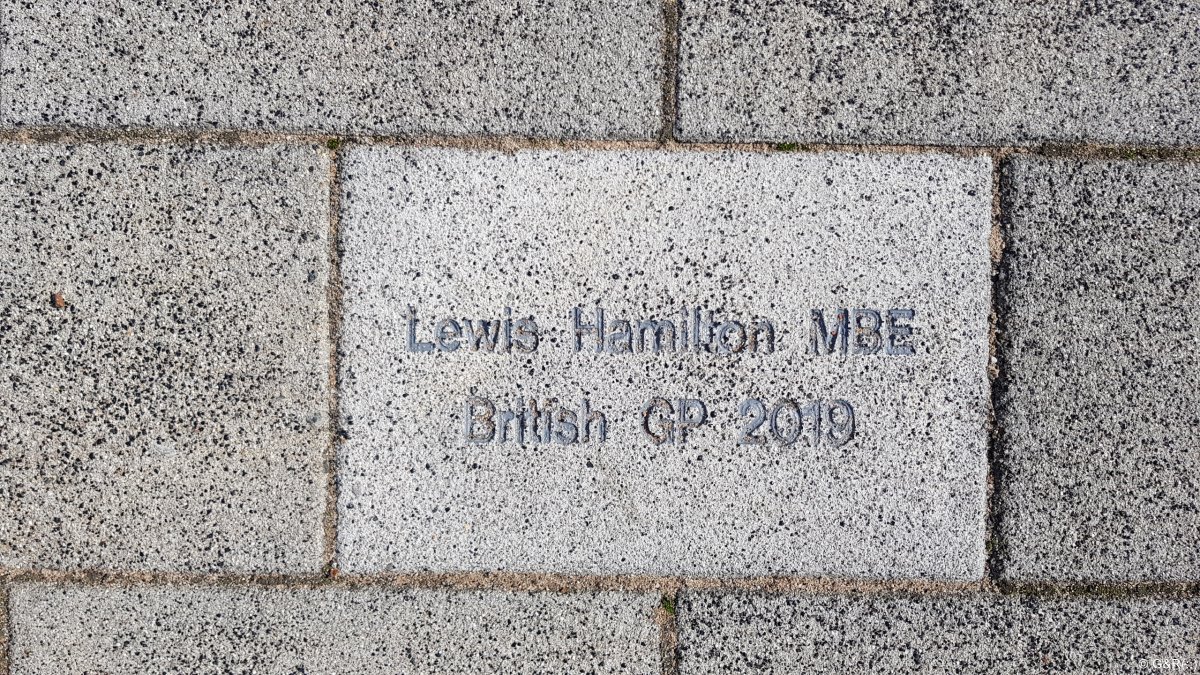 Lewis Hamilton MBE
British GP 2019